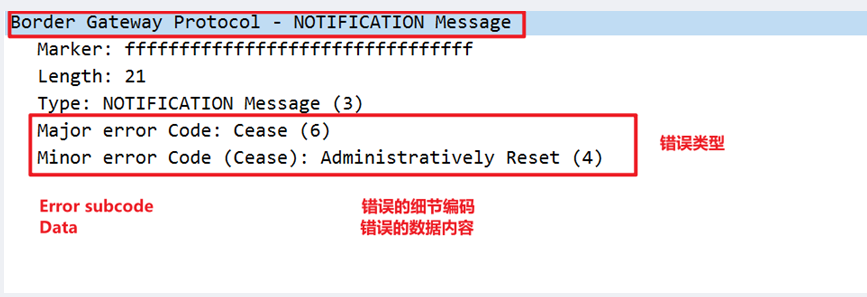 Border Gateway Protocol - NOTIFICATION Message
Marker: ffffffffffffffffffffffffffffffff
Length: 21
Type: NOTIFICATION Message (3)
Major error Code: Cease (6)
Minor error Code (Cease): Administratively Reset (4)
错误类型
Error subcode 错误的细节编码
Data 错误的数据内容